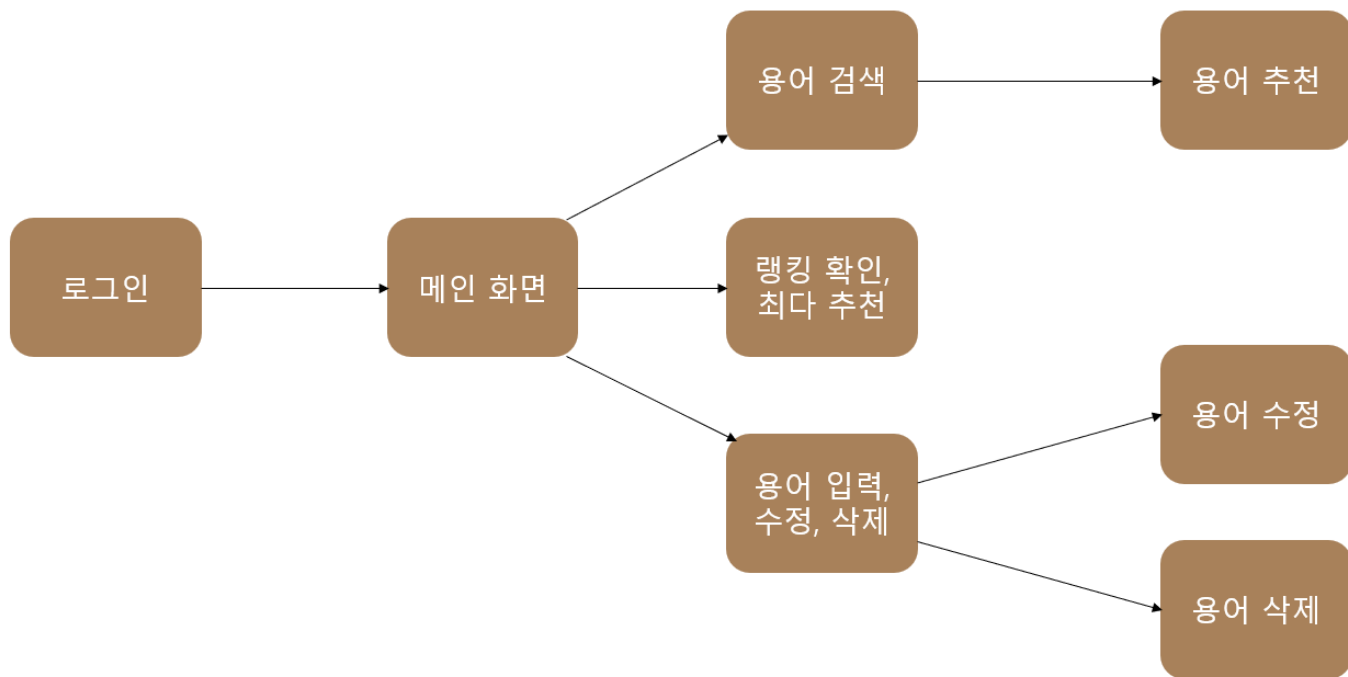 로그인
메인 화면
용어 검색
용어 추천
랭킹 확인,
최다 추천
용어 입력,
수정, 삭제
용어 수정
용어 삭제